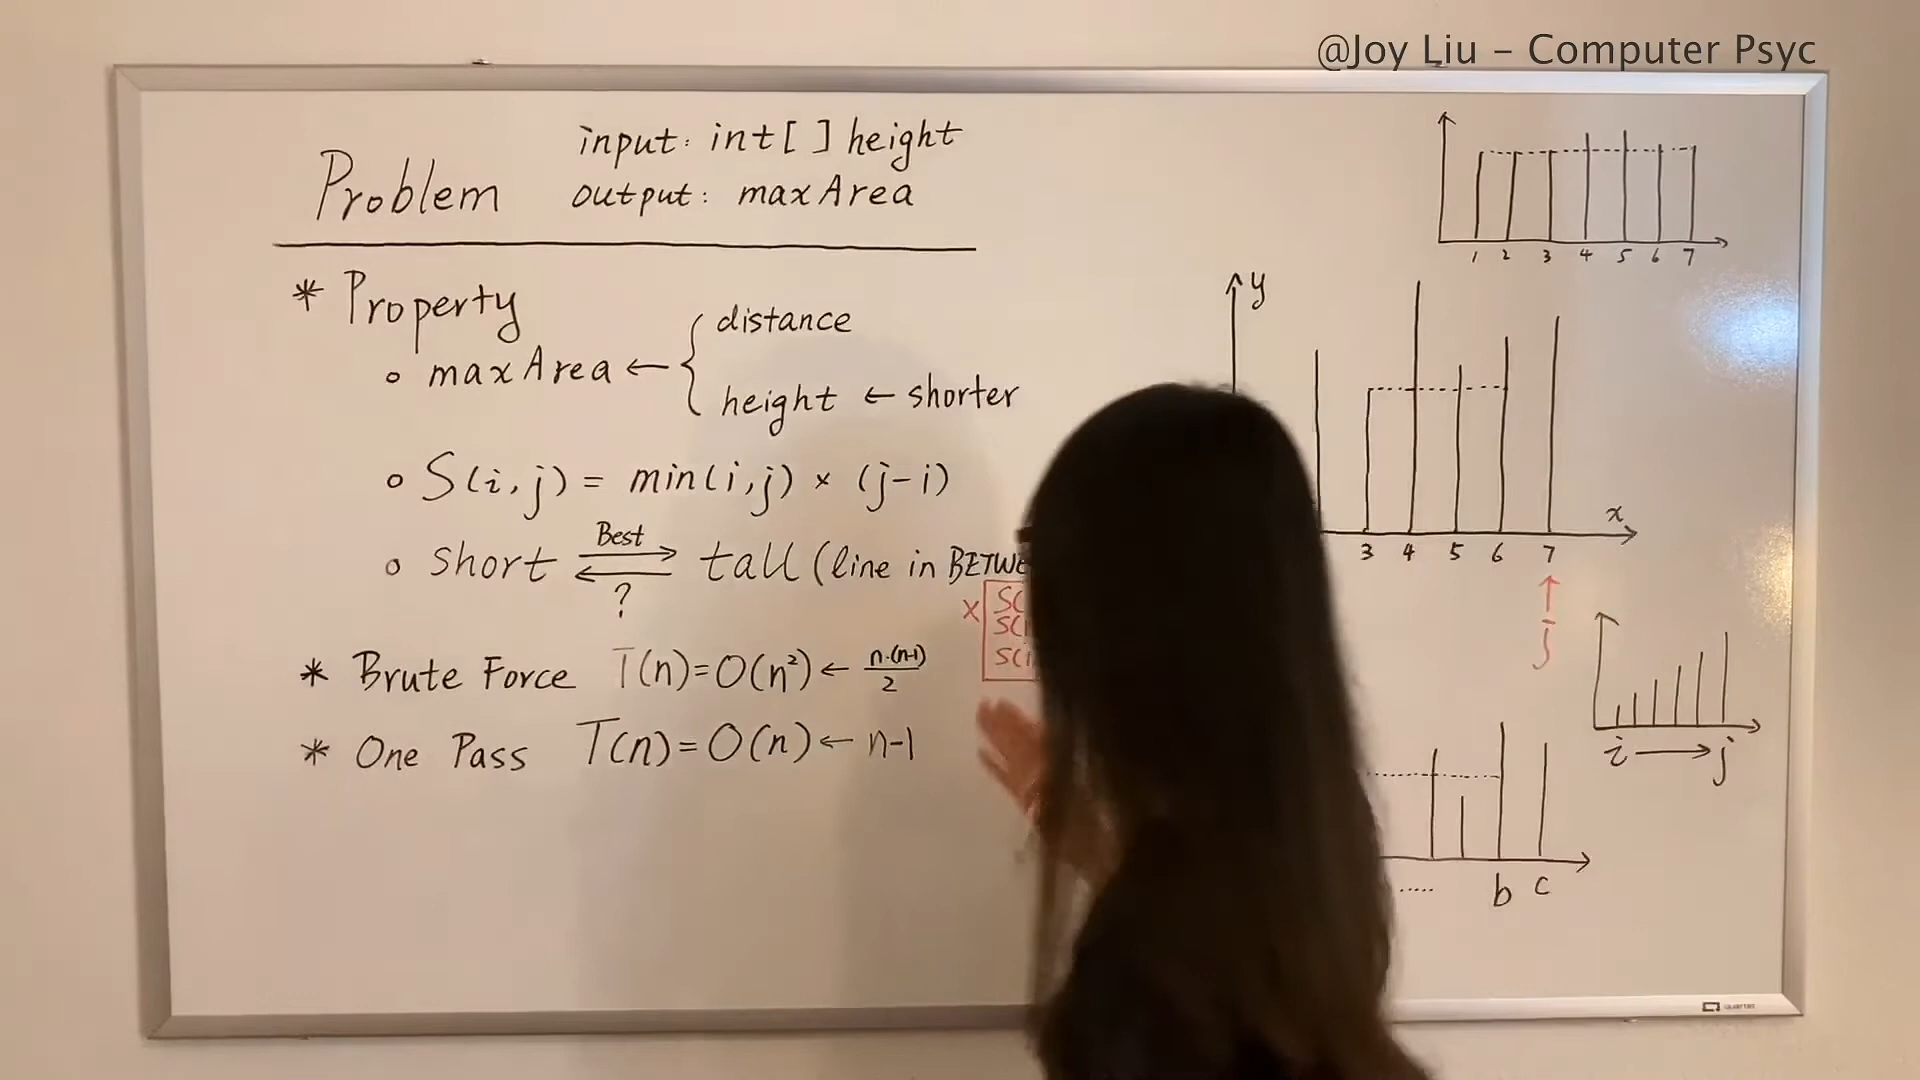 @Joy Liu – Computer Psyc
Problem
input: int[ ] height
output: maxArea
* Property
distance
∘ maxArea ←
height ← shorter
∘ S(i, j) = min(i, j) × (j-i)
Best
∘ short ⇄ tall (line in
?
* Brute Force T(n) = O(n²) ← n·(n-1)/2
* One Pass T(n) = O(n) ← n-1
x
1 2 3 4 5 6 7
y
x
3 4 5 6 7
j
i → j
..... b c